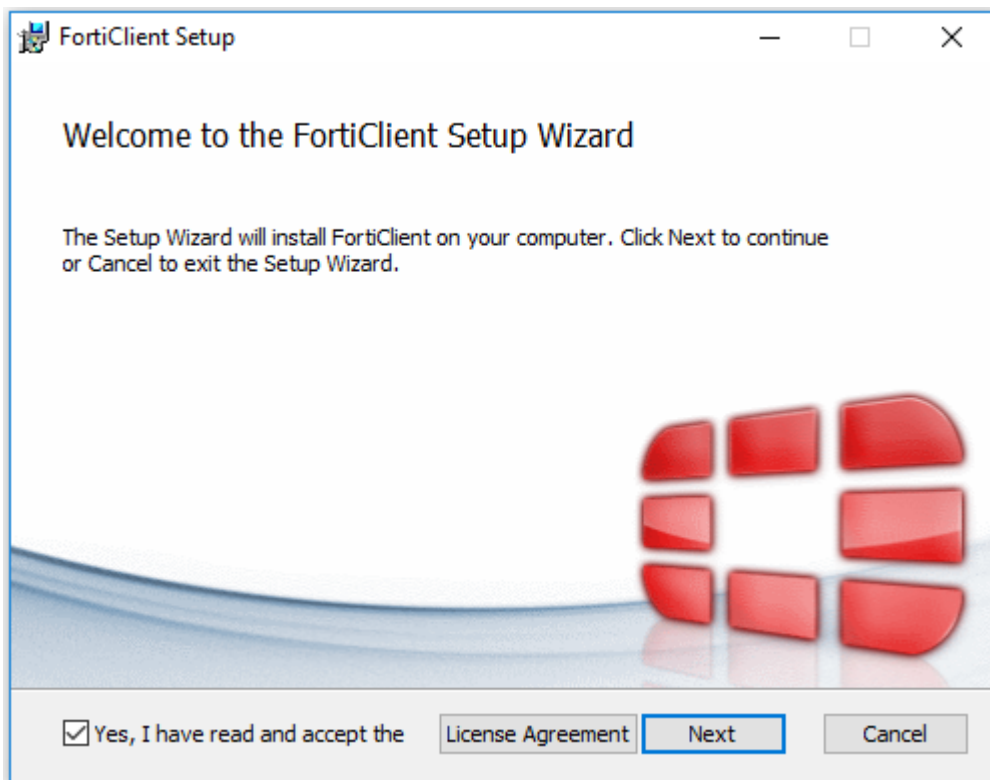 FortiClient Setup
Welcome to the FortiClient Setup Wizard
The Setup Wizard will install FortiClient on your computer. Click Next to continue
or Cancel to exit the Setup Wizard.
Yes, I have read and accept the License Agreement Next Cancel